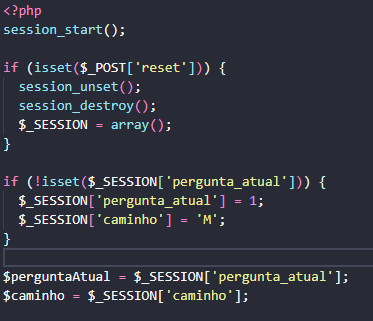 <?php
session_start();

if (isset($_POST['reset'])) {
  session_unset();
  session_destroy();
  $_SESSION = array();
}

if (!isset($_SESSION['pergunta_atual'])) {
  $_SESSION['pergunta_atual'] = 1;
  $_SESSION['caminho'] = 'M';
}

$perguntaAtual = $_SESSION['pergunta_atual'];
$caminho = $_SESSION['caminho'];